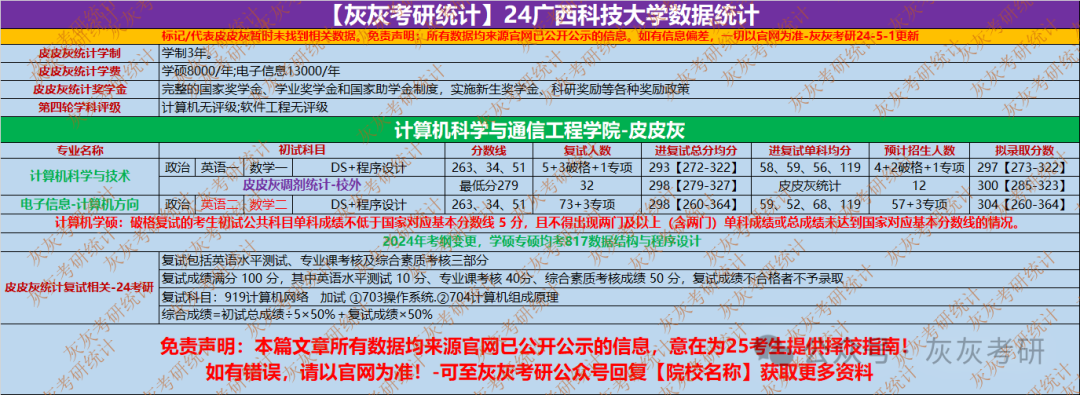 【灰灰考研统计】24广西科技大学数据统计
标记/代表皮皮灰暂时未找到相关数据。免责声明：所有数据均来源官网已公开公示的信息。如有信息偏差，一切以官网为准-灰灰考研24-5-1更新
皮皮灰统计学制 学制3年。
皮皮灰统计学费 学硕8000/年;电子信息13000/年
皮皮灰统计奖学金 完整的国家奖学金、学业奖学金和国家助学金制度，实施新生奖学金、科研奖励等各种奖励政策
第四轮学科评级 计算机无评级;软件工程无评级
计算机科学与通信工程学院-皮皮灰
专业名称 初试科目 分数线 复试人数 进复试总分均分 进复试单科均分 预计招生人数 拟录取分数
计算机科学与技术 政治 英语一 数学一 DS+程序设计 263、34、51 5+3破格+1专项 293【272-322】 58、59、56、119 4+2破格+1专项 297【273-322】
皮皮灰调剂统计-校外 最低分279 32 298【279-327】 皮皮灰统计 12 300【285-323】
电子信息-计算机方向 政治 英语二 数学二 DS+程序设计 263、34、51 73+3专项 298【260-364】 59、52、68、119 57+3专项 304【260-364】
计算机学硕：破格复试的考生初试公共科目单科成绩不低于国家对应基本分数线 5 分，且不得出现两门及以上（含两门）单科成绩或总成绩未达到国家对应基本分数线的情况。
2024年考纲变更，学硕专硕均考817数据结构与程序设计
皮皮灰统计复试相关-24考研
复试包括英语水平测试、专业课考核及综合素质考核三部分
复试成绩满分 100 分，其中英语水平测试 10 分、专业课考核 40分、综合素质考核成绩 50 分，复试成绩不合格者不予录取
复试科目：919计算机网络 加试 ①703操作系统.②704计算机组成原理
综合成绩=初试总成绩÷5×50%＋复试成绩×50%
免责声明：本篇文章所有数据均来源官网已公开公示的信息，意在为25考生提供择校指南！
如有错误，请以官网为准！-可至灰灰考研公众号回复【院校名称】获取更多资料
公众号 灰灰考研
灰灰考研统计